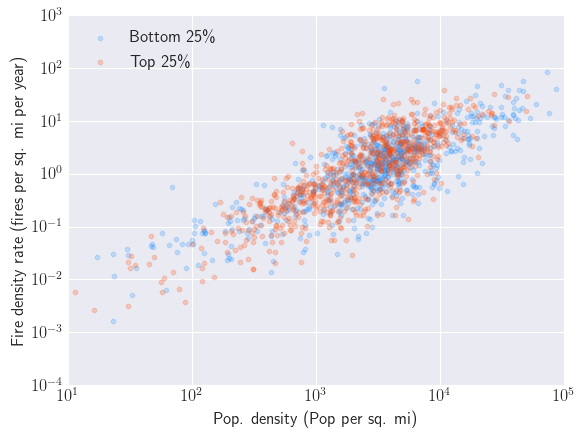 10^3
10^2
10^1
10^0
10^-1
10^-2
10^-3
10^-4
Fire density rate (fires per sq. mi per year)
Bottom 25%
Top 25%
10^1 10^2 10^3 10^4 10^5
Pop. density (Pop per sq. mi)